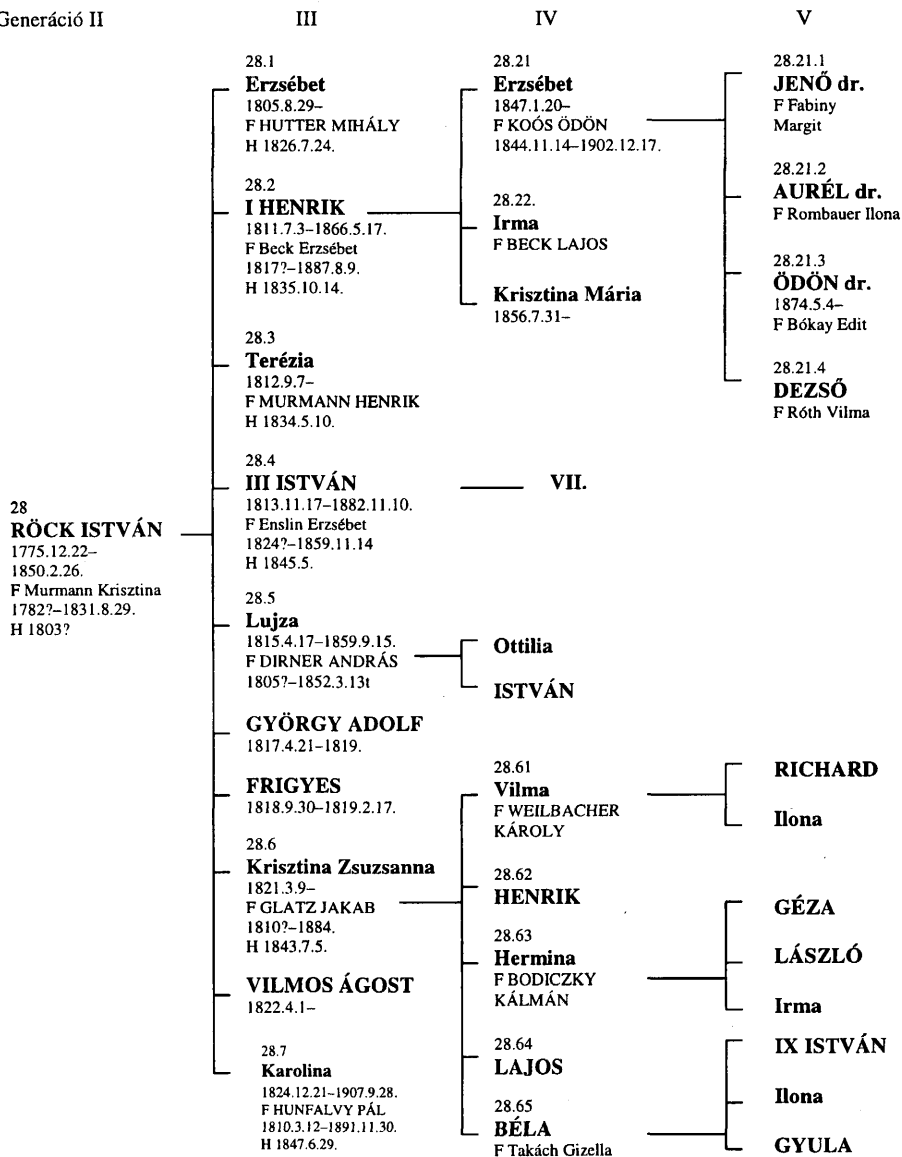 Generáció II
III
IV
V
28
RÖCK ISTVÁN
1775.12.22–
1850.2.26.
F Murmann Krisztina
1782?–1831.8.29.
H 1803?
28.1
Erzsébet
1805.8.29–
F HUTTER MIHÁLY
H 1826.7.24.
28.2
I HENRIK
1811.7.3–1866.5.17.
F Beck Erzsébet
1817?–1887.8.9.
H 1835.10.14.
28.3
Terézia
1812.9.7–
F MURMANN HENRIK
H 1834.5.10.
28.4
III ISTVÁN
1813.11.17–1882.11.10.
F Enslin Erzsébet
1824?–1859.11.14
H 1845.5.
28.5
Lujza
1815.4.17–1859.9.15.
F DIRNER ANDRÁS
1805?–1852.3.13t
GYÖRGY ADOLF
1817.4.21–1819.
FRIGYES
1818.9.30–1819.2.17.
28.6
Krisztina Zsuzsanna
1821.3.9–
F GLATZ JAKAB
1810?–1884.
H 1843.7.5.
VILMOS ÁGOST
1822.4.1–
28.7
Karolina
1824.12.21–1907.9.28.
F HUNFALVY PÁL
1810.3.12–1891.11.30.
H 1847.6.29.
28.21
Erzsébet
1847.1.20–
F KOÓS ÖDÖN
1844.11.14–1902.12.17.
28.22.
Irma
F BECK LAJOS
Krisztina Mária
1856.7.31–
VII.
Ottilia
ISTVÁN
28.61
Vilma
F WEILBACHER
KÁROLY
28.62
HENRIK
28.63
Hermina
F BODICZKY
KÁLMÁN
28.64
LAJOS
28.65
BÉLA
F Takách Gizella
28.21.1
JENŐ dr.
F Fabiny
Margit
28.21.2
AURÉL dr.
F Rombauer Ilona
28.21.3
ÖDÖN dr.
1874.5.4–
F Bókay Edit
28.21.4
DEZSŐ
F Róth Vilma
RICHARD
Ilona
GÉZA
LÁSZLÓ
Irma
IX ISTVÁN
Ilona
GYULA